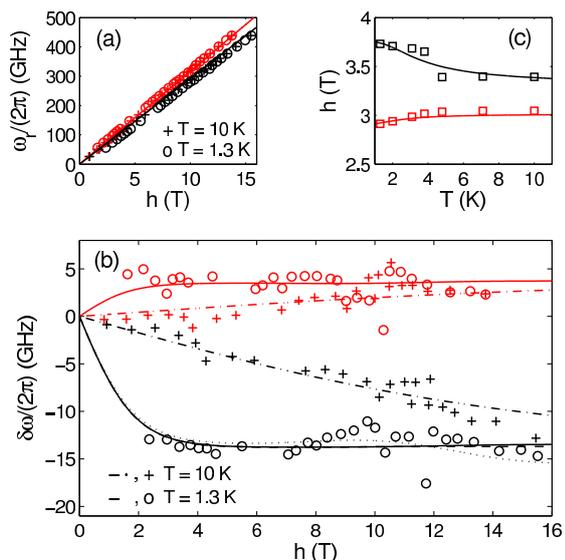 (a)
500
400
300
200
100
0
ω_r/(2π) (GHz)
+ T = 10 K
o T = 1.3 K
0 5 10 15
h (T)
(c)
4
3.5
3
2.5
h (T)
2 4 6 8 10
T (K)
(b)
5
0
−5
−10
−15
−20
δω/(2π) (GHz)
–·, + T = 10 K
–, o T = 1.3 K
0 2 4 6 8 10 12 14 16
h (T)